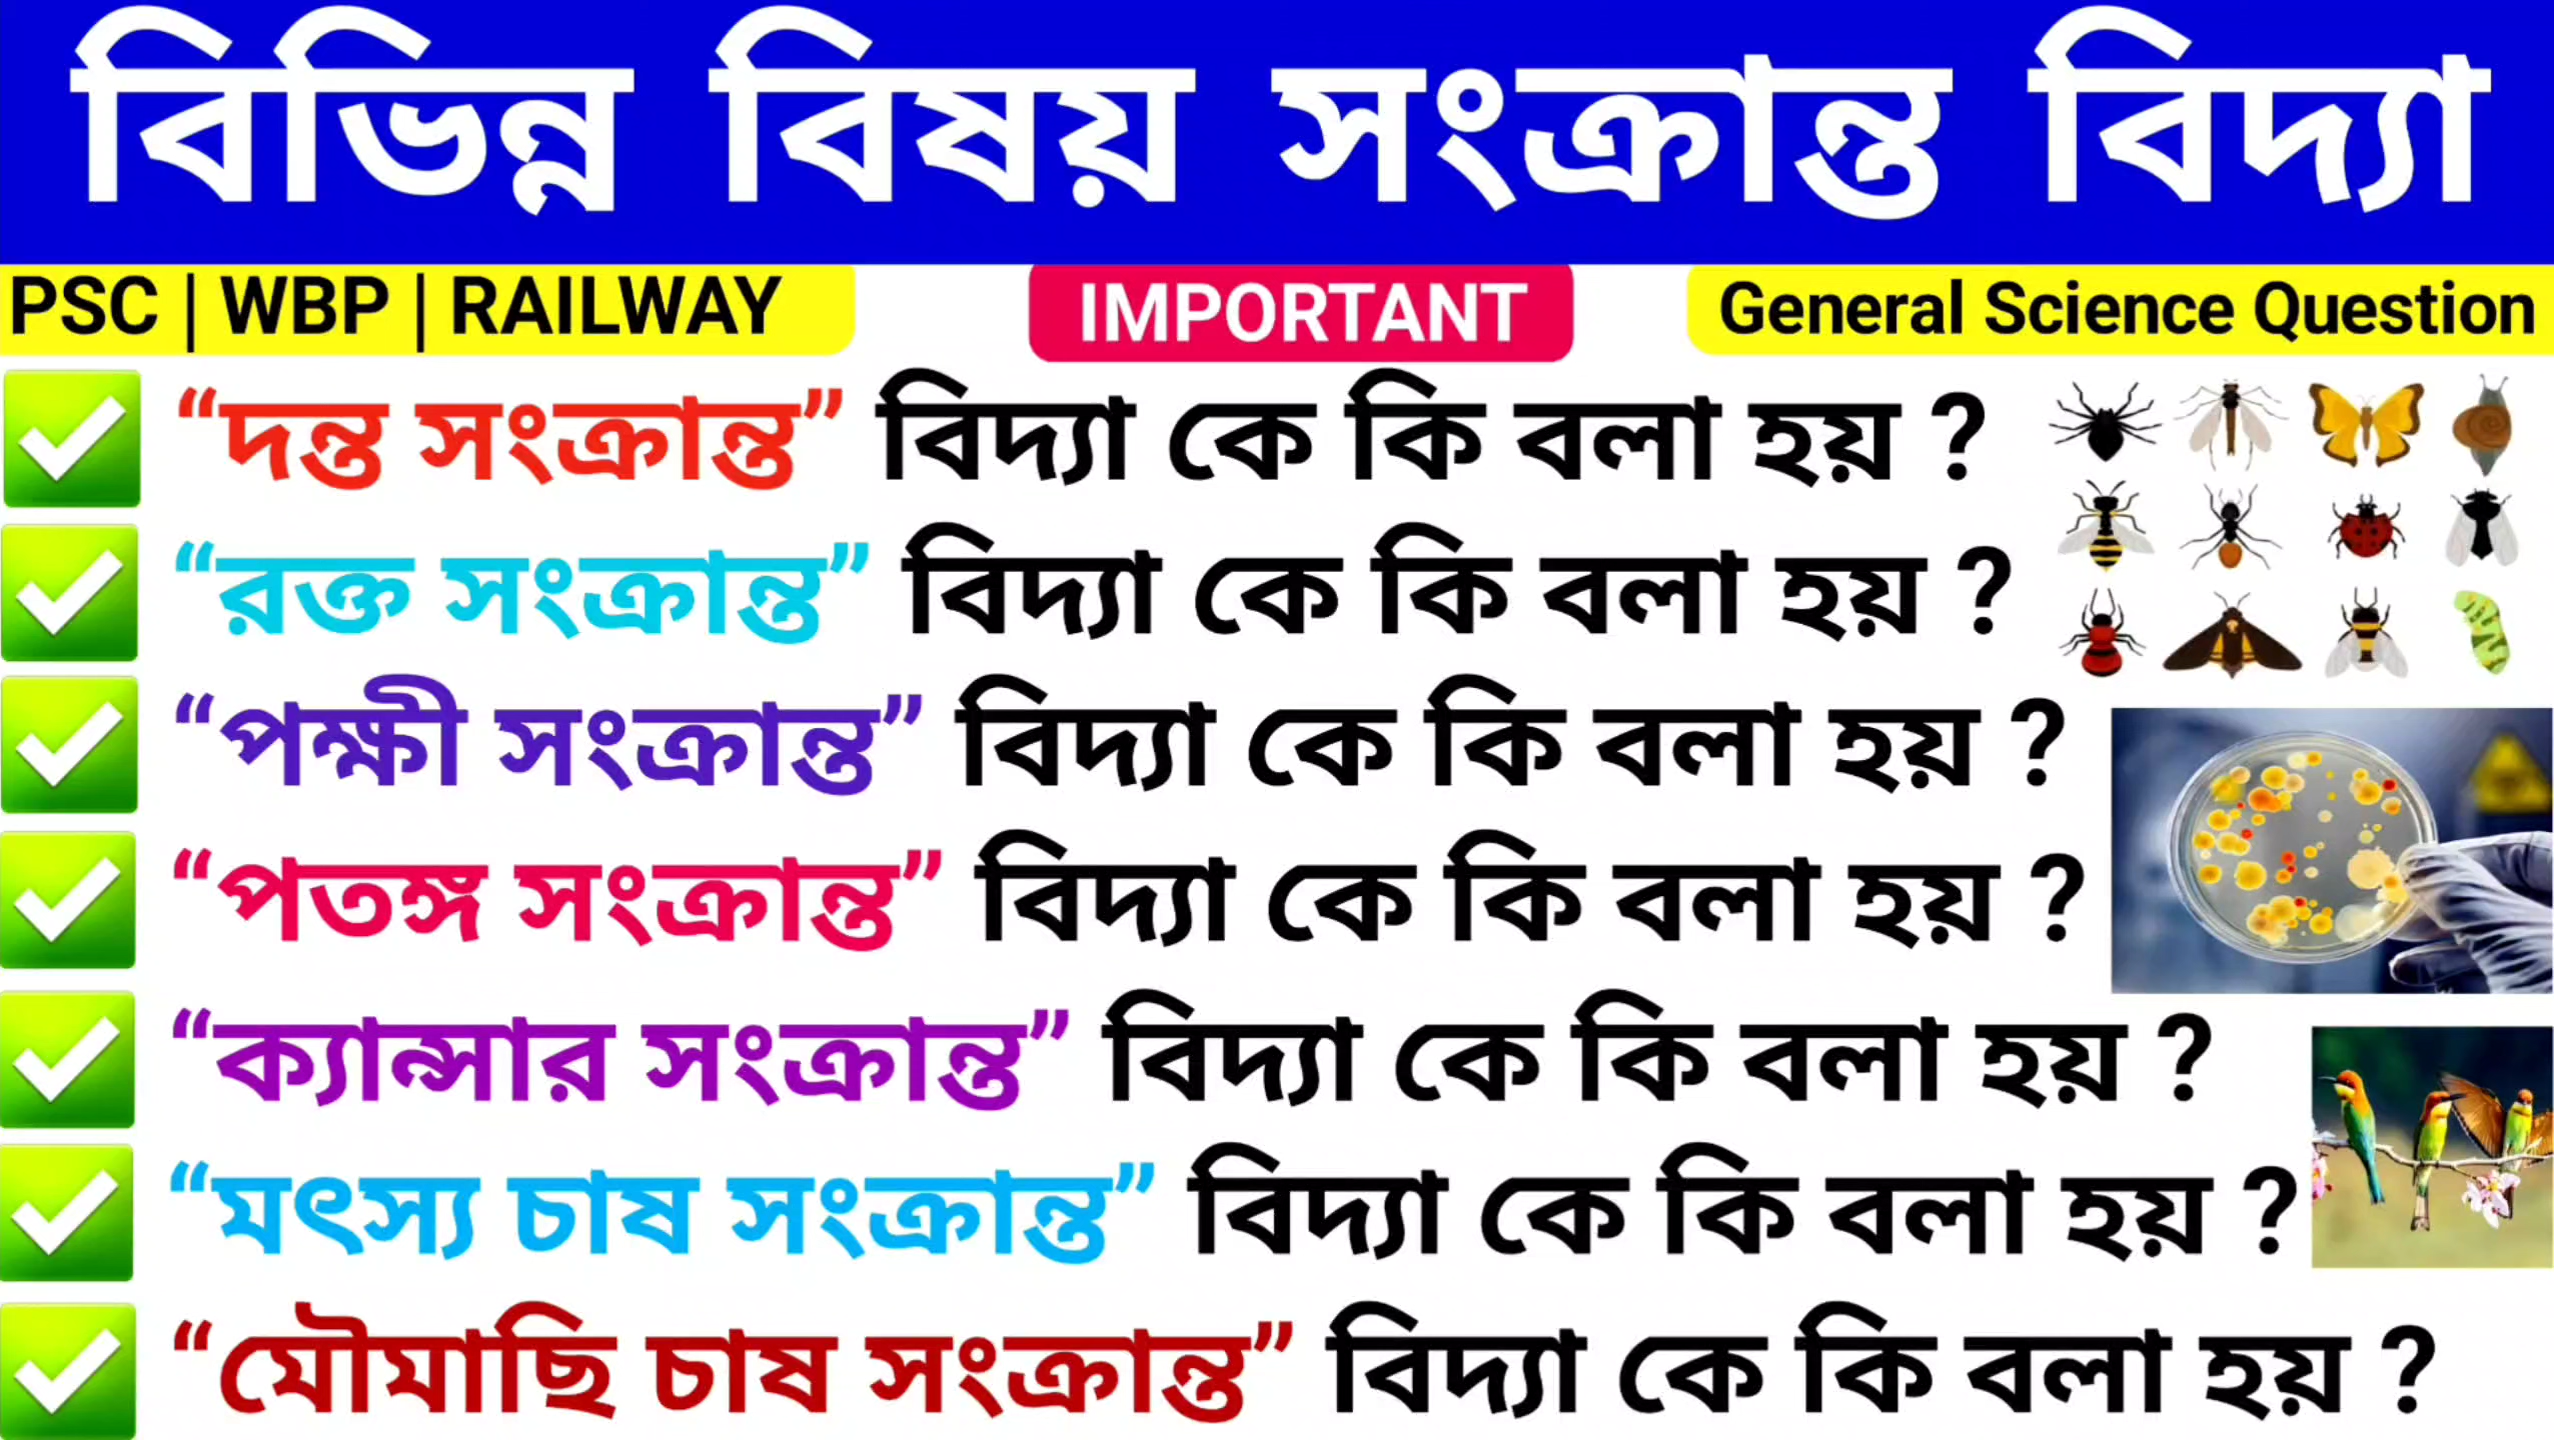 বিভিন্ন বিষয় সংক্রান্ত বিদ্যা
PSC | WBP | RAILWAY IMPORTANT General Science Question
“দন্ত সংক্রান্ত” বিদ্যা কে কি বলা হয় ?
“রক্ত সংক্রান্ত” বিদ্যা কে কি বলা হয় ?
“পক্ষী সংক্রান্ত” বিদ্যা কে কি বলা হয় ?
“পতঙ্গ সংক্রান্ত” বিদ্যা কে কি বলা হয় ?
“ক্যান্সার সংক্রান্ত” বিদ্যা কে কি বলা হয় ?
“মৎস্য চাষ সংক্রান্ত” বিদ্যা কে কি বলা হয় ?
“মৌমাছি চাষ সংক্রান্ত” বিদ্যা কে কি বলা হয় ?